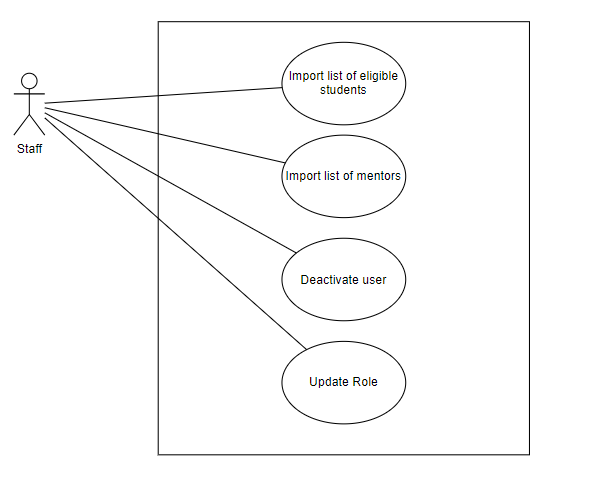 Import list of eligible
students
Staff
Import list of mentors
Deactivate user
Update Role